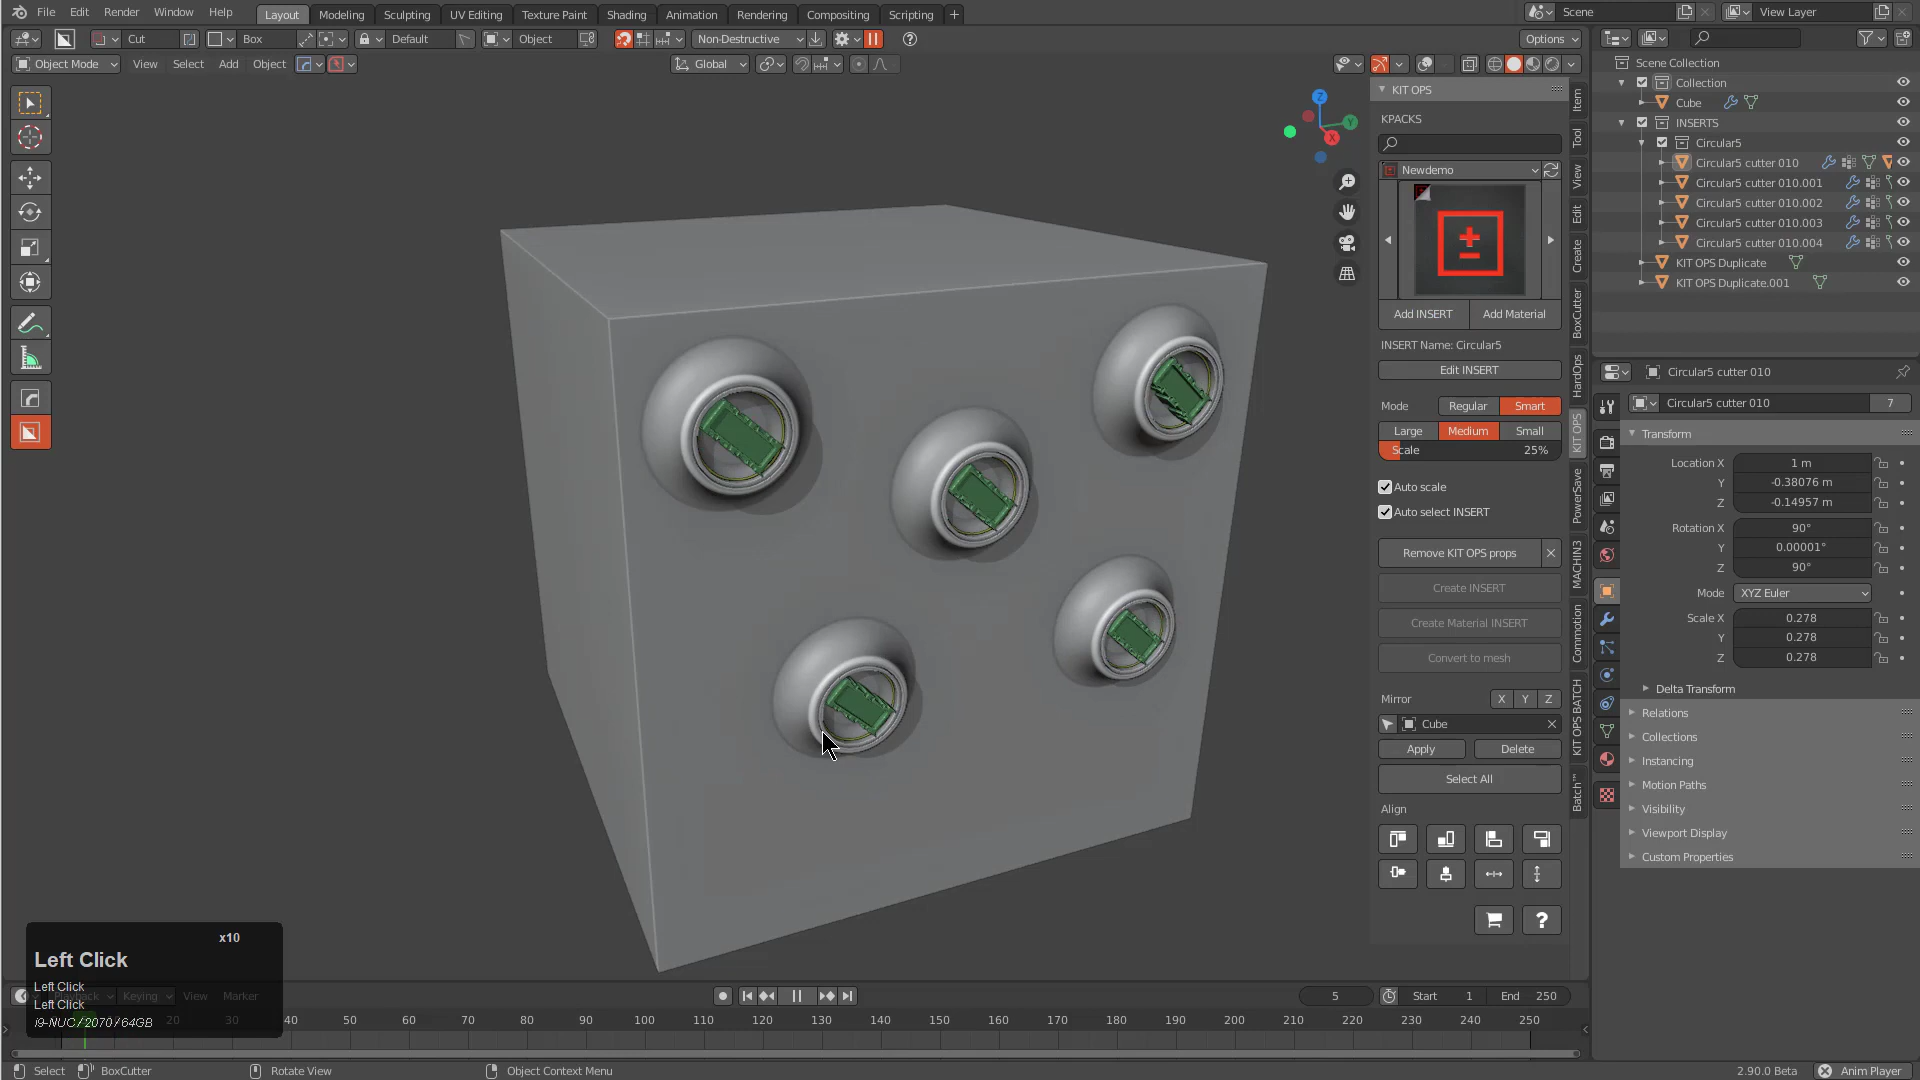 File Edit Render Window Help Layout Modeling Sculpting UV Editing Texture Paint Shading Animation Rendering Compositing Scripting + Scene View Layer
Cut Box Default Object Non-Destructive Options
Object Mode View Select Add Object Global
Scene Collection
Collection
Cube
INSERTS
Circular5
Circular5 cutter 010
Circular5 cutter 010.001
Circular5 cutter 010.002
Circular5 cutter 010.003
Circular5 cutter 010.004
KIT OPS Duplicate
KIT OPS Duplicate.001
Z
Y
X
KIT OPS
KPACKS
Newdemo
Add INSERT Add Material
INSERT Name: Circular5
Edit INSERT
Mode Regular Smart
Large Medium Small
Scale 25%
Auto scale
Auto select INSERT
Remove KIT OPS props
Create INSERT
Create Material INSERT
Convert to mesh
Mirror X Y Z
Cube
Apply Delete
Select All
Align
?
Item
Tool
View
Edit
Create
BoxCutter
HardOps
KIT OPS
PowerSave
MACHIN3
Commotion
KIT OPS BATCH
Batch™
Circular5 cutter 010
Circular5 cutter 010 7
Transform
Location X 1 m
Y -0.38076 m
Z -0.14957 m
Rotation X 90°
Y 0.00001°
Z 90°
Mode XYZ Euler
Scale X 0.278
Y 0.278
Z 0.278
Delta Transform
Relations
Collections
Instancing
Motion Paths
Visibility
Viewport Display
Custom Properties
x10
Left Click
Left Click
Left Click
i9-NUC/2070/64GB
Playback Keying View Marker 5 Start 1 End 250
20 30 40 50 60 70 80 90 100 110 120 130 140 150 160 170 180 190 200 210 220 230 240 250
Select BoxCutter Rotate View Object Context Menu 2.90.0 Beta Anim Player